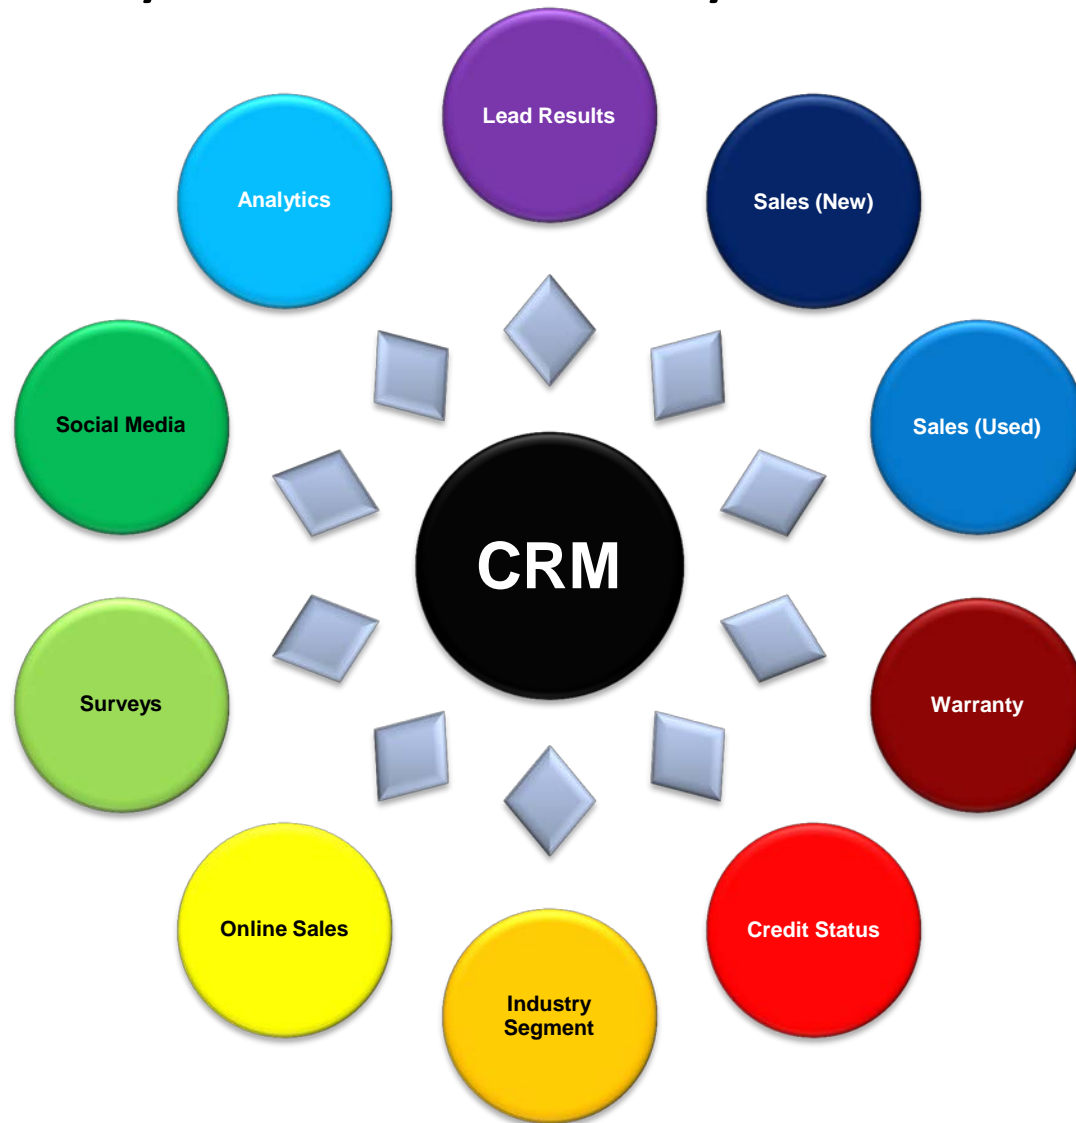 Lead Results
Analytics
Sales (New)
Social Media
Sales (Used)
CRM
Surveys
Warranty
Online Sales
Credit Status
Industry
Segment